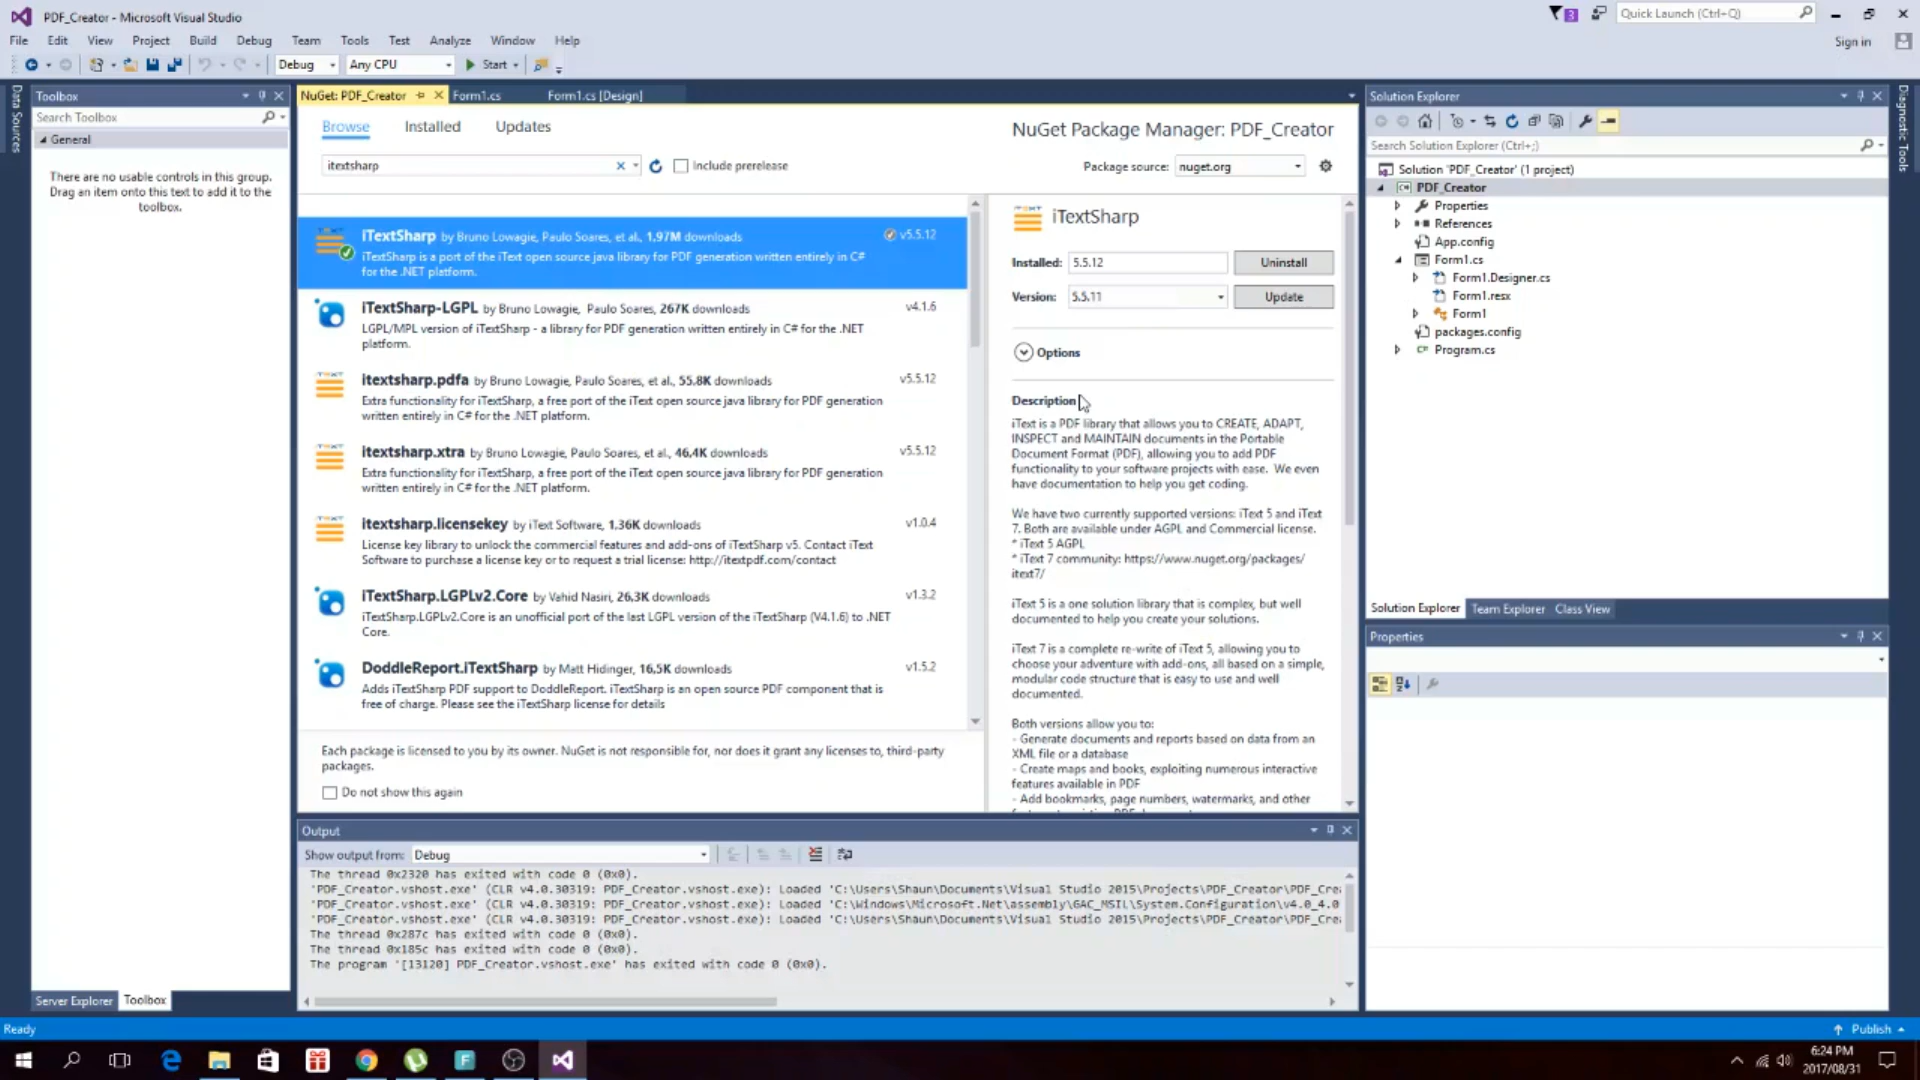 PDF_Creator - Microsoft Visual Studio
3
Quick Launch (Ctrl+Q)
File Edit View Project Build Debug Team Tools Test Analyze Window Help
Sign in
Debug Any CPU Start
Data Sources
Toolbox
Search Toolbox
General
There are no usable controls in this group.
Drag an item onto this text to add it to the
toolbox.
Server Explorer Toolbox
NuGet: PDF_Creator Form1.cs Form1.cs [Design]
Browse Installed Updates
NuGet Package Manager: PDF_Creator
itextsharp
Include prerelease
Package source: nuget.org
iTextSharp by Bruno Lowagie, Paulo Soares, et al., 1,97M downloads v5.5.12
iTextSharp is a port of the iText open source java library for PDF generation written entirely in C#
for the .NET platform.
iTextSharp-LGPL by Bruno Lowagie, Paulo Soares, 267K downloads v4.1.6
LGPL/MPL version of iTextSharp - a library for PDF generation written entirely in C# for the .NET
platform.
itextsharp.pdfa by Bruno Lowagie, Paulo Soares, et al., 55,8K downloads v5.5.12
Extra functionality for iTextSharp, a free port of the iText open source java library for PDF generation
written entirely in C# for the .NET platform.
itextsharp.xtra by Bruno Lowagie, Paulo Soares, et al., 46,4K downloads v5.5.12
Extra functionality for iTextSharp, a free port of the iText open source java library for PDF generation
written entirely in C# for the .NET platform.
itextsharp.licensekey by iText Software, 1,36K downloads v1.0.4
License key library to unlock the commercial features and add-ons of iTextSharp v5. Contact iText
Software to purchase a license key or to request a trial license: http://itextpdf.com/contact
iTextSharp.LGPLv2.Core by Vahid Nasiri, 26,3K downloads v1.3.2
iTextSharp.LGPLv2.Core is an unofficial port of the last LGPL version of the iTextSharp (V4.1.6) to .NET
Core.
DoddleReport.iTextSharp by Matt Hidinger, 16,5K downloads v1.5.2
Adds iTextSharp PDF support to DoddleReport. iTextSharp is an open source PDF component that is
free of charge. Please see the iTextSharp license for details
Each package is licensed to you by its owner. NuGet is not responsible for, nor does it grant any licenses to, third-party
packages.
Do not show this again
iTextSharp
Installed: 5.5.12 Uninstall
Version: 5.5.11 Update
Options
Description
iText is a PDF library that allows you to CREATE, ADAPT,
INSPECT and MAINTAIN documents in the Portable
Document Format (PDF), allowing you to add PDF
functionality to your software projects with ease. We even
have documentation to help you get coding.
We have two currently supported versions: iText 5 and iText
7. Both are available under AGPL and Commercial license.
* iText 5 AGPL
* iText 7 community: https://www.nuget.org/packages/
itext7/
iText 5 is a one solution library that is complex, but well
documented to help you create your solutions.
iText 7 is a complete re-write of iText 5, allowing you to
choose your adventure with add-ons, all based on a simple,
modular code structure that is easy to use and well
documented.
Both versions allow you to:
- Generate documents and reports based on data from an
XML file or a database
- Create maps and books, exploiting numerous interactive
features available in PDF
- Add bookmarks, page numbers, watermarks, and other
Output
Show output from: Debug
The thread 0x2320 has exited with code 0 (0x0).
'PDF_Creator.vshost.exe' (CLR v4.0.30319: PDF_Creator.vshost.exe): Loaded 'C:\Users\Shaun\Documents\Visual Studio 2015\Projects\PDF_Creator\PDF_Cre
'PDF_Creator.vshost.exe' (CLR v4.0.30319: PDF_Creator.vshost.exe): Loaded 'C:\Windows\Microsoft.Net\assembly\GAC_MSIL\System.Configuration\v4.0_4.0
'PDF_Creator.vshost.exe' (CLR v4.0.30319: PDF_Creator.vshost.exe): Loaded 'C:\Users\Shaun\Documents\Visual Studio 2015\Projects\PDF_Creator\PDF_Cre
The thread 0x287c has exited with code 0 (0x0).
The thread 0x185c has exited with code 0 (0x0).
The program '[13120] PDF_Creator.vshost.exe' has exited with code 0 (0x0).
Solution Explorer
Search Solution Explorer (Ctrl+;)
Solution 'PDF_Creator' (1 project)
PDF_Creator
Properties
References
App.config
Form1.cs
Form1.Designer.cs
Form1.resx
Form1
packages.config
Program.cs
Solution Explorer Team Explorer Class View
Properties
Diagnostic Tools
Ready
Publish
6:24 PM
2017/08/31